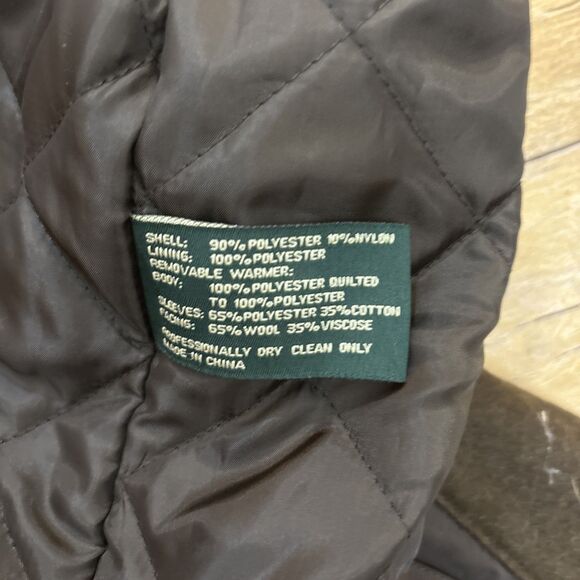 SHELL: 90% POLYESTER 10% NYLON
LINING: 100% POLYESTER
REMOVABLE WARMER:
BODY: 100% POLYESTER QUILTED
TO 100% POLYESTER
SLEEVES: 65% POLYESTER 35% COTTON
FACING: 65% WOOL 35% VISCOSE
PROFESSIONALLY DRY CLEAN ONLY
MADE IN CHINA